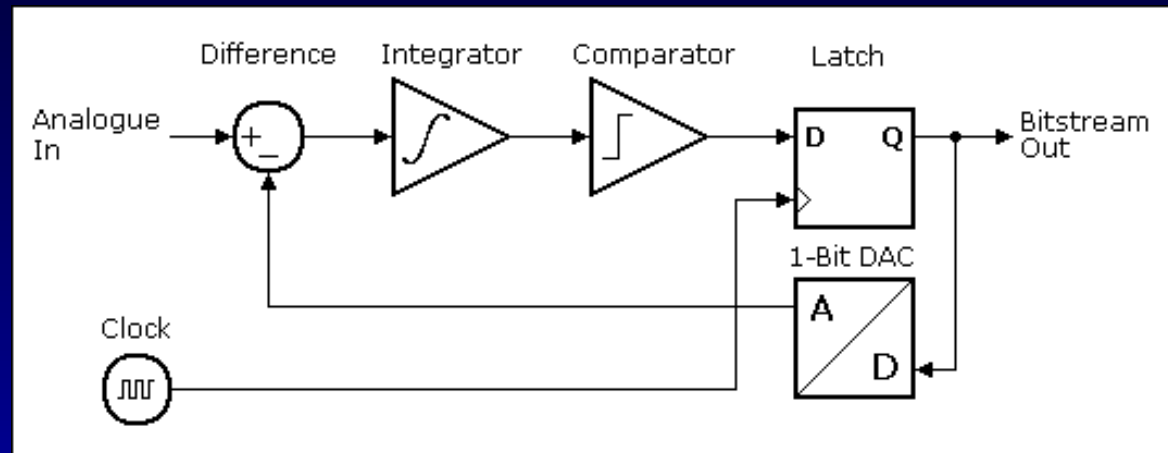 Difference Integrator Comparator Latch
Analogue
In
+
−
D Q
Bitstream
Out
1-Bit DAC
A
D
Clock